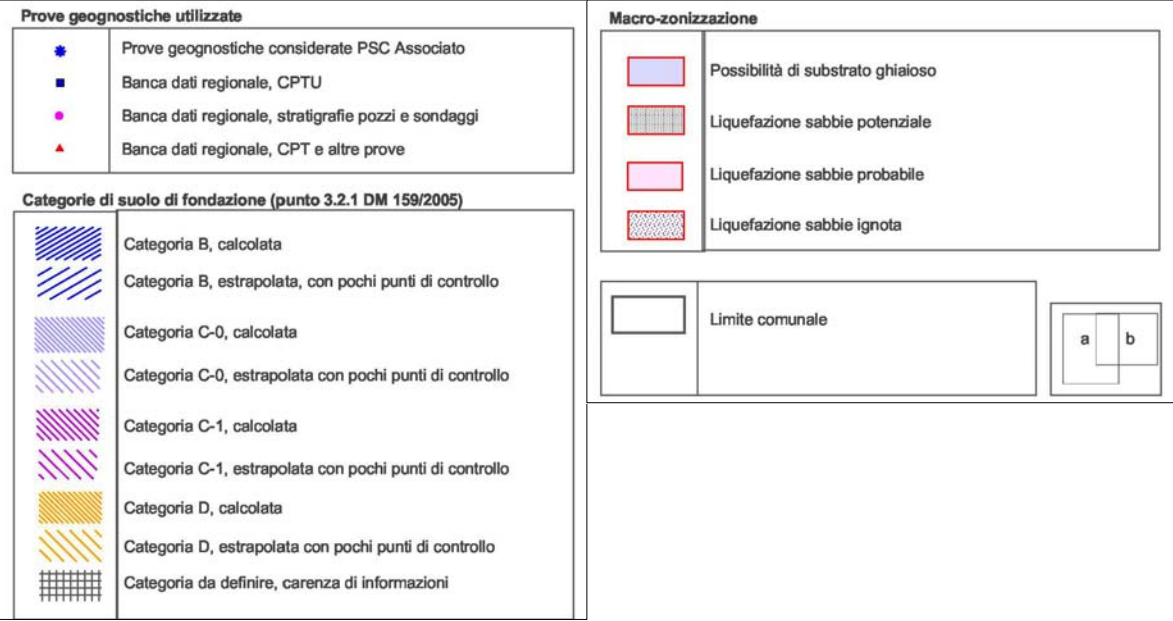 Prove geognostiche utilizzate
Prove geognostiche considerate PSC Associato
Banca dati regionale, CPTU
Banca dati regionale, stratigrafie pozzi e sondaggi
Banca dati regionale, CPT e altre prove
Categorie di suolo di fondazione (punto 3.2.1 DM 159/2005)
Categoria B, calcolata
Categoria B, estrapolata, con pochi punti di controllo
Categoria C-0, calcolata
Categoria C-0, estrapolata con pochi punti di controllo
Categoria C-1, calcolata
Categoria C-1, estrapolata con pochi punti di controllo
Categoria D, calcolata
Categoria D, estrapolata con pochi punti di controllo
Categoria da definire, carenza di informazioni
Macro-zonizzazione
Possibilità di substrato ghiaioso
Liquefazione sabbie potenziale
Liquefazione sabbie probabile
Liquefazione sabbie ignota
Limite comunale
a b